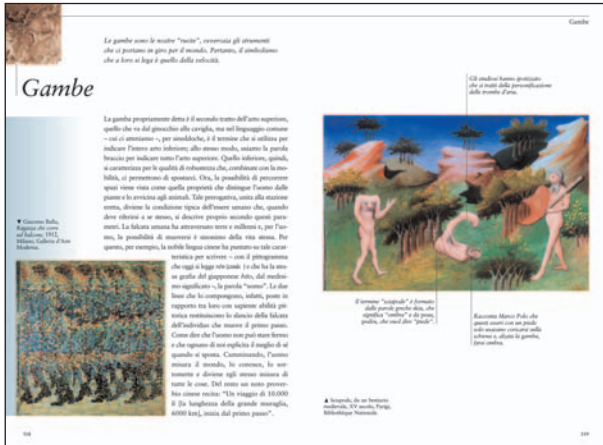 Gambe
Le gambe sono le nostre "ruote", ovverosia gli strumenti
che ci portano in giro per il mondo. Pertanto, il simbolismo
che a loro si lega è quello della velocità.
Gambe
La gamba propriamente detta è il secondo tratto dell'arto superiore,
quello che va dal ginocchio alla caviglia, ma nel linguaggio comune
– cui ci atteniamo –, per sineddoche, è il termine che si utilizza per
indicare l'intero arto inferiore; allo stesso modo, usiamo la parola
braccio per indicare tutto l'arto superiore. Quello inferiore, quindi,
si caratterizza per le qualità di robustezza che, combinate con la mo-
bilità, ci permettono di spostarci. Ora, la possibilità di percorrere
spazi viene vista come quella proprietà che distingue l'uomo dalle
piante e lo avvicina agli animali. Tale prerogativa, unita alla stazione
eretta, diviene la condizione tipica dell'essere umano che, quando
deve riferirsi a se stesso, si descrive proprio secondo questi para-
metri. La falcata umana ha attraversato terre e millenni e, per l'uo-
mo, la possibilità di muoversi è sinonimo della vita stessa. Per
questo, per esempio, la nobile lingua cinese ha puntato su tale carat-
teristica per scrivere – con il pittogramma
che oggi si legge rén e che ha la stes-
sa grafia del giapponese hito, dal medesi-
mo significato –, la parola "uomo". Le due
linee che lo compongono, infatti, poste in
rapporto tra loro con sapiente abilità pit-
torica restituiscono lo slancio della falcata
dell'individuo che muove il primo passo.
Come dire che l'uomo non può stare fermo
e che ognuno di noi esplicita il meglio di sé
quando si sposta. Camminando, l'uomo
misura il mondo, lo conosce, lo sot-
tomette e diviene egli stesso misura di
tutte le cose. Del resto un noto prover-
bio cinese recita: "Un viaggio di 10.000
li [la lunghezza della grande muraglia,
6000 km], inizia dal primo passo".
▼ Giacomo Balla,
Ragazza che corre
sul balcone, 1912,
Milano, Galleria d'Arte
Moderna.
Gli studiosi hanno ipotizzato
che si tratti della personificazione
delle trombe d'aria.
Il termine "sciapode" è formato
dalle parole greche skia, che
significa "ombra" e da pous,
podos, che vuol dire "piede".
Racconta Marco Polo che
questi esseri con un piede
solo usavano coricarsi sulla
schiena e, alzata la gamba,
farsi ombra.
▲ Sciapode, da un bestiario
medievale, XV secolo, Parigi,
Bibliothèque Nationale.
118
119